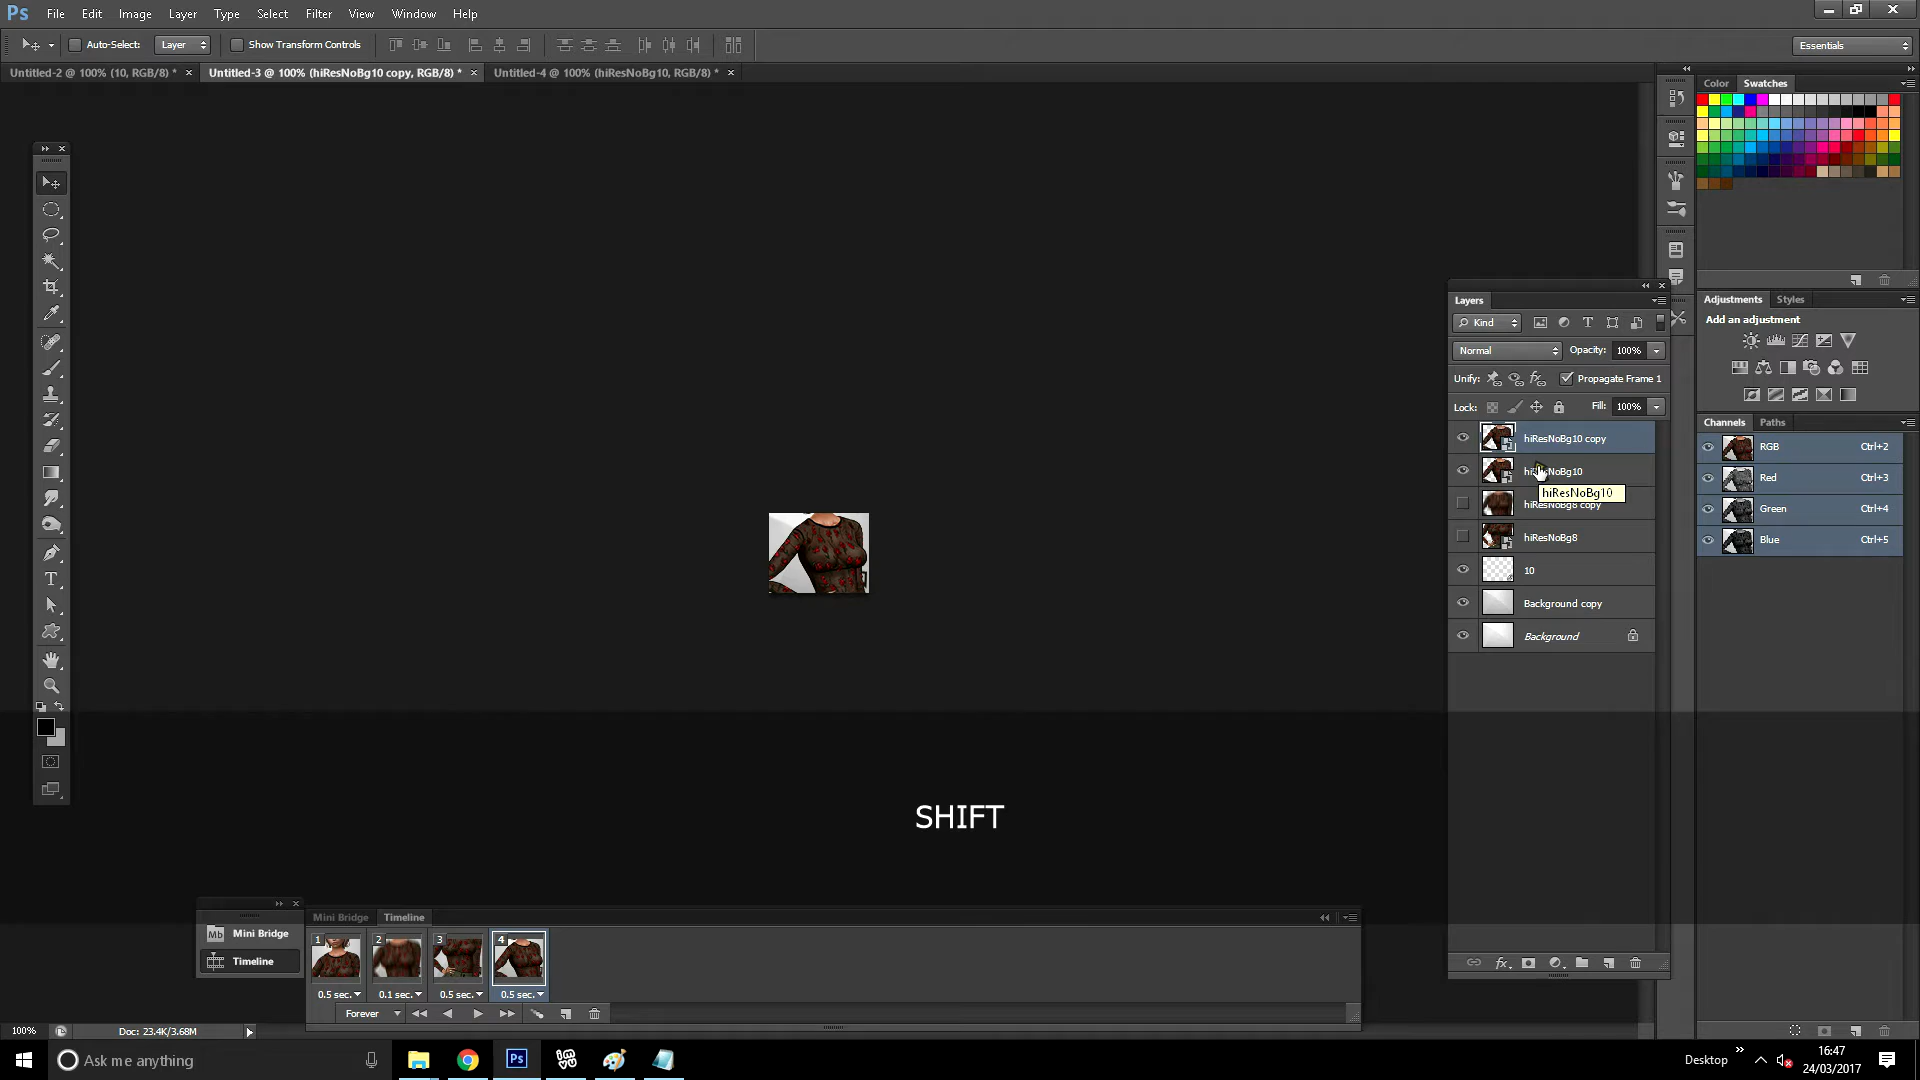 Ps File Edit Image Layer Type Select Filter View Window Help
Auto-Select: Layer Show Transform Controls Essentials
Untitled-2 @ 100% (10, RGB/8) * × Untitled-3 @ 100% (hiResNoBg10 copy, RGB/8) * × Untitled-4 @ 100% (hiResNoBg10, RGB/8) * ×
Color Swatches
Adjustments Styles
Add an adjustment
Layers
Kind
Normal Opacity: 100%
Unify: Propagate Frame 1
Lock: Fill: 100%
hiResNoBg10 copy
hiResNoBg10
hiResNoBg10
hiResNoBg8 copy
hiResNoBg8
10
Background copy
Background
Channels Paths
RGB Ctrl+2
Red Ctrl+3
Green Ctrl+4
Blue Ctrl+5
SHIFT
Mb Mini Bridge
Timeline
Mini Bridge Timeline
1 2 3 4
0.5 sec. 0.1 sec. 0.5 sec. 0.5 sec.
Forever
100% Doc: 23.4K/3.68M
Ask me anything
Ps
Desktop
16:47
24/03/2017